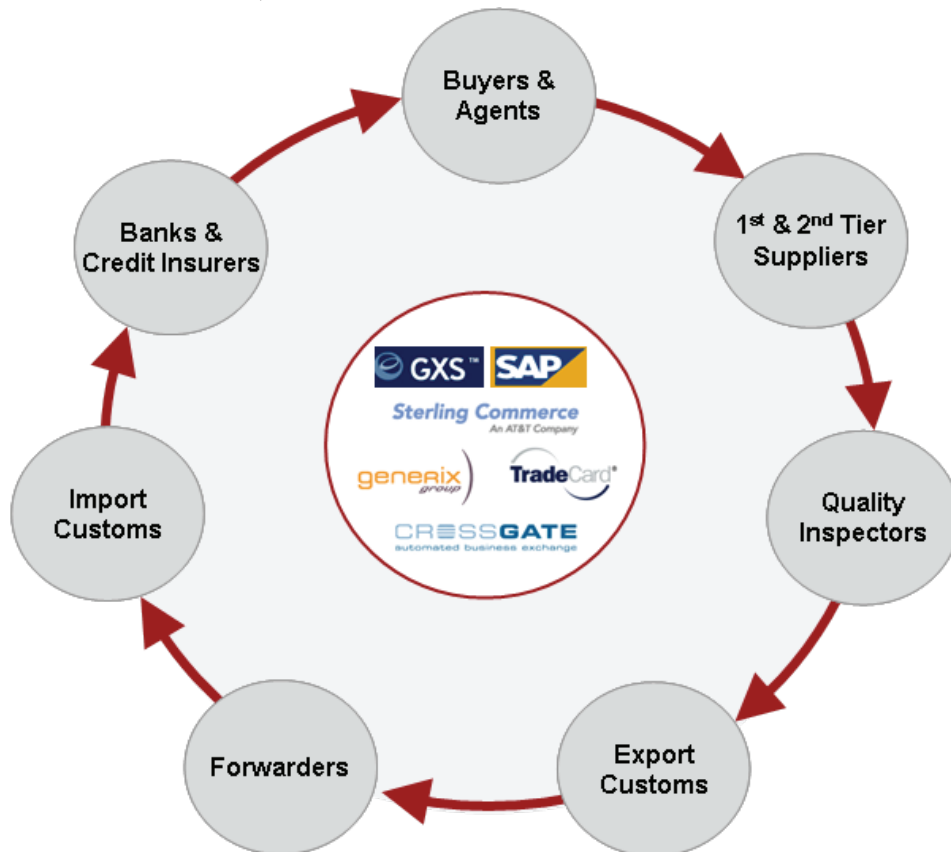 Buyers &
Agents
1st & 2nd Tier
Suppliers
Quality
Inspectors
Export
Customs
Forwarders
Import
Customs
Banks &
Credit Insurers
GXS™
SAP
Sterling Commerce
An AT&T Company
generix
group
TradeCard®
CROSSGATE
automated business exchange